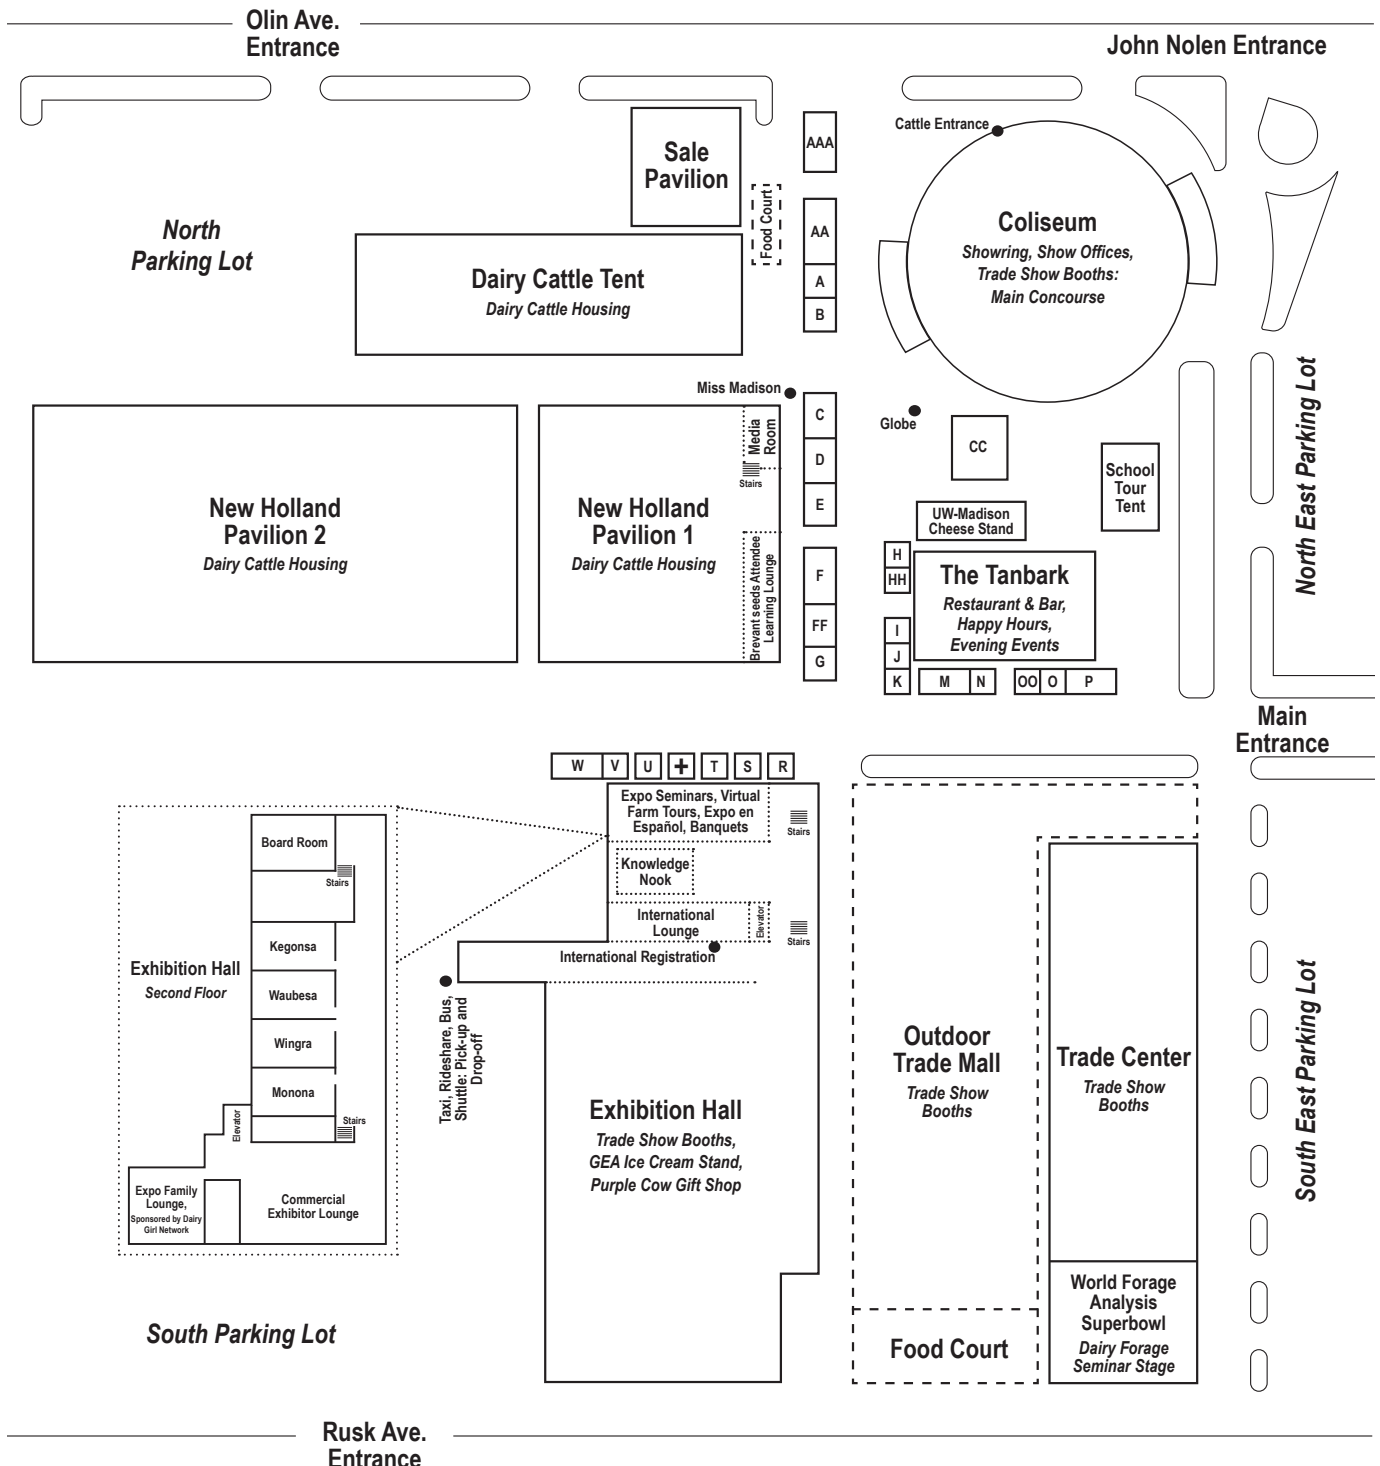 Olin Ave.
Entrance
John Nolen Entrance
Cattle Entrance
AAA
Sale
Pavilion
Food Court
North
Parking Lot
AA
A
B
Coliseum
Showring, Show Offices,
Trade Show Booths:
Main Concourse
Dairy Cattle Tent
Dairy Cattle Housing
Miss Madison
Globe
North East Parking Lot
C
D
E
F
FF
G
CC
School
Tour
Tent
Media
Room
Stairs
New Holland
Pavilion 2
Dairy Cattle Housing
New Holland
Pavilion 1
Dairy Cattle Housing
Brevant seeds Attendee
Learning Lounge
UW-Madison
Cheese Stand
H
HH
I
J
K
The Tanbark
Restaurant & Bar,
Happy Hours,
Evening Events
M
N
OO
O
P
Main
Entrance
W
V
U
T
S
R
Expo Seminars, Virtual
Farm Tours, Expo en
Español, Banquets
Stairs
Knowledge
Nook
International
Lounge
Elevator
Stairs
International Registration
Board Room
Stairs
Kegonsa
Exhibition Hall
Second Floor
Waubesa
Wingra
Monona
Elevator
Stairs
Expo Family
Lounge,
Sponsored by Dairy
Girl Network
Commercial
Exhibitor Lounge
Taxi, Rideshare, Bus,
Shuttle: Pick-up and
Drop-off
Exhibition Hall
Trade Show Booths,
GEA Ice Cream Stand,
Purple Cow Gift Shop
Outdoor
Trade Mall
Trade Show
Booths
Trade Center
Trade Show
Booths
South East Parking Lot
World Forage
Analysis
Superbowl
Dairy Forage
Seminar Stage
Food Court
South Parking Lot
Rusk Ave.
Entrance